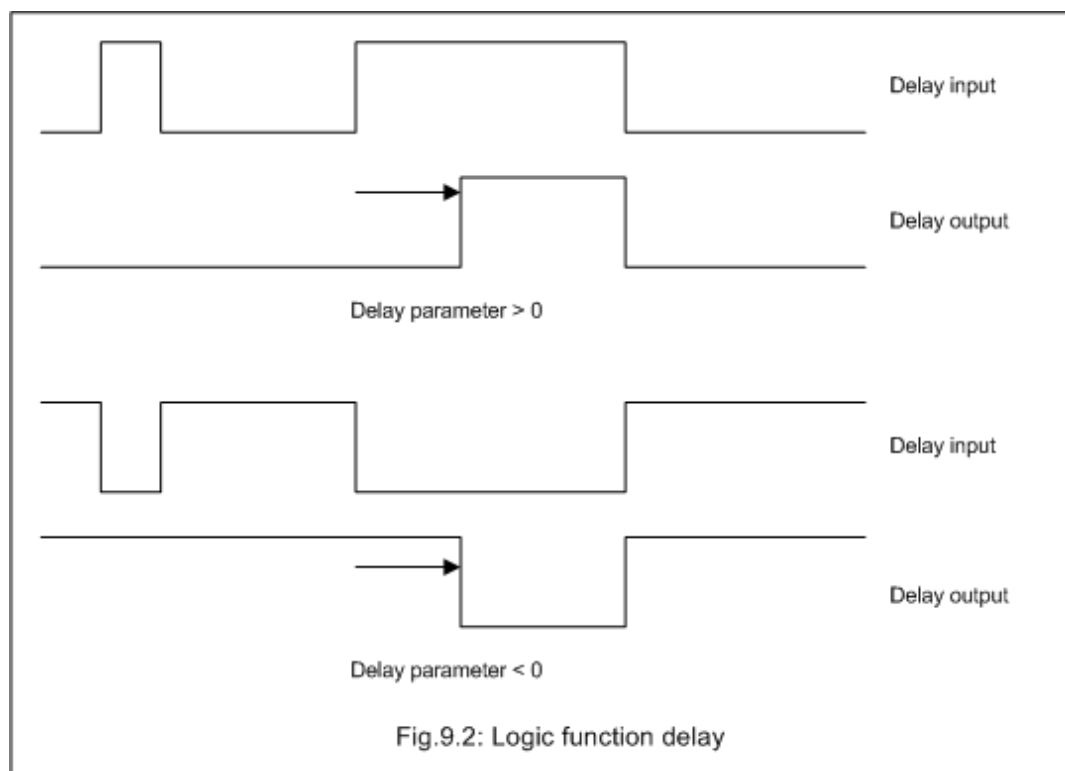 Delay input
Delay output
Delay parameter > 0
Delay input
Delay output
Delay parameter < 0
Fig.9.2: Logic function delay